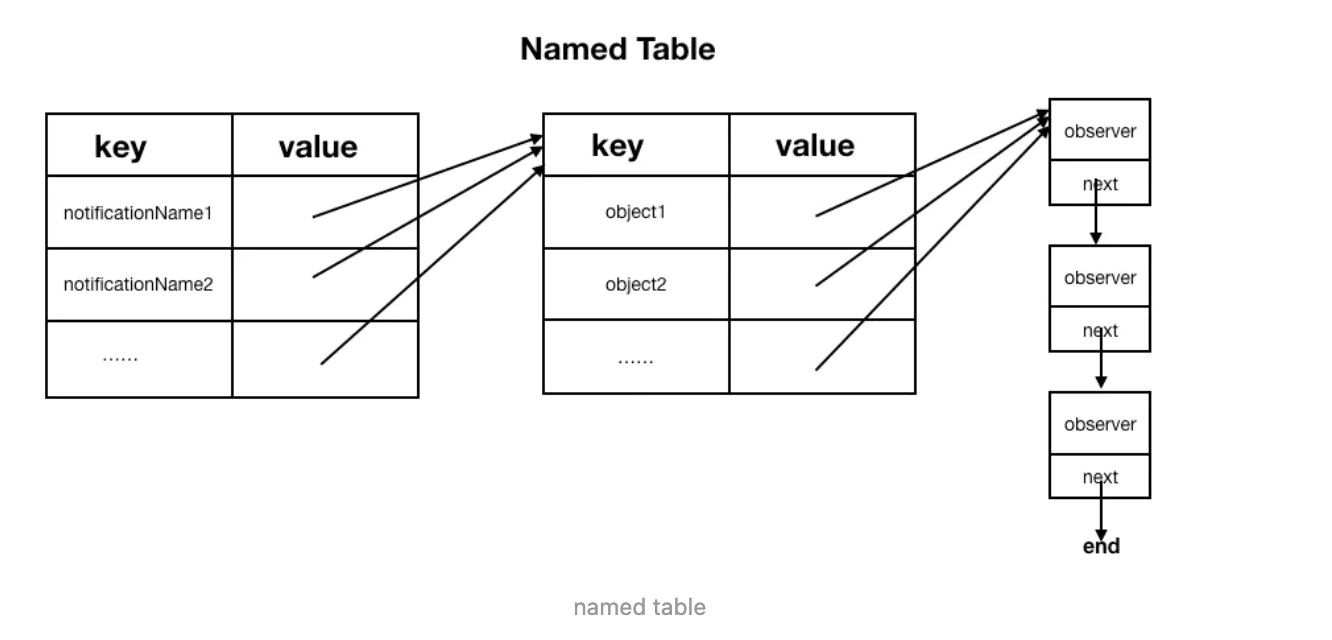 Named Table
key value
notificationName1
notificationName2
......
key value
object1
object2
......
observer
next
observer
next
observer
next
end
named table